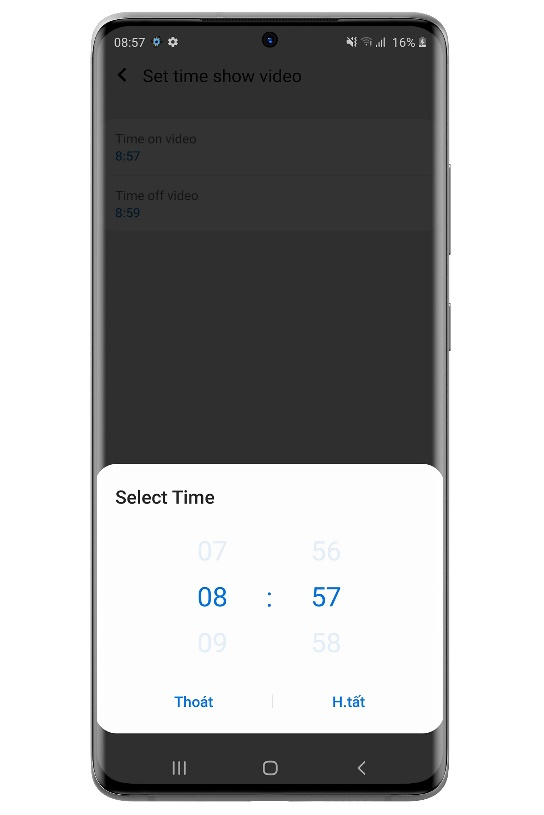 08:57 16%
Set time show video
Time on video
8:57
Time off video
8:59
Select Time
07 56
08 : 57
09 58
Thoát H.tất